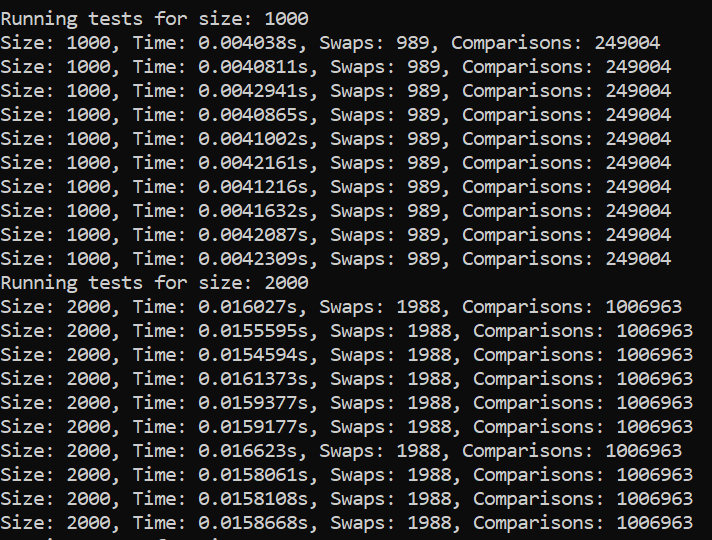 Running tests for size: 1000
Size: 1000, Time: 0.004038s, Swaps: 989, Comparisons: 249004
Size: 1000, Time: 0.0040811s, Swaps: 989, Comparisons: 249004
Size: 1000, Time: 0.0042941s, Swaps: 989, Comparisons: 249004
Size: 1000, Time: 0.0040865s, Swaps: 989, Comparisons: 249004
Size: 1000, Time: 0.0041002s, Swaps: 989, Comparisons: 249004
Size: 1000, Time: 0.0042161s, Swaps: 989, Comparisons: 249004
Size: 1000, Time: 0.0041216s, Swaps: 989, Comparisons: 249004
Size: 1000, Time: 0.0041632s, Swaps: 989, Comparisons: 249004
Size: 1000, Time: 0.0042087s, Swaps: 989, Comparisons: 249004
Size: 1000, Time: 0.0042309s, Swaps: 989, Comparisons: 249004
Running tests for size: 2000
Size: 2000, Time: 0.016027s, Swaps: 1988, Comparisons: 1006963
Size: 2000, Time: 0.0155595s, Swaps: 1988, Comparisons: 1006963
Size: 2000, Time: 0.0154594s, Swaps: 1988, Comparisons: 1006963
Size: 2000, Time: 0.0161373s, Swaps: 1988, Comparisons: 1006963
Size: 2000, Time: 0.0159377s, Swaps: 1988, Comparisons: 1006963
Size: 2000, Time: 0.0159177s, Swaps: 1988, Comparisons: 1006963
Size: 2000, Time: 0.016623s, Swaps: 1988, Comparisons: 1006963
Size: 2000, Time: 0.0158061s, Swaps: 1988, Comparisons: 1006963
Size: 2000, Time: 0.0158108s, Swaps: 1988, Comparisons: 1006963
Size: 2000, Time: 0.0158668s, Swaps: 1988, Comparisons: 1006963